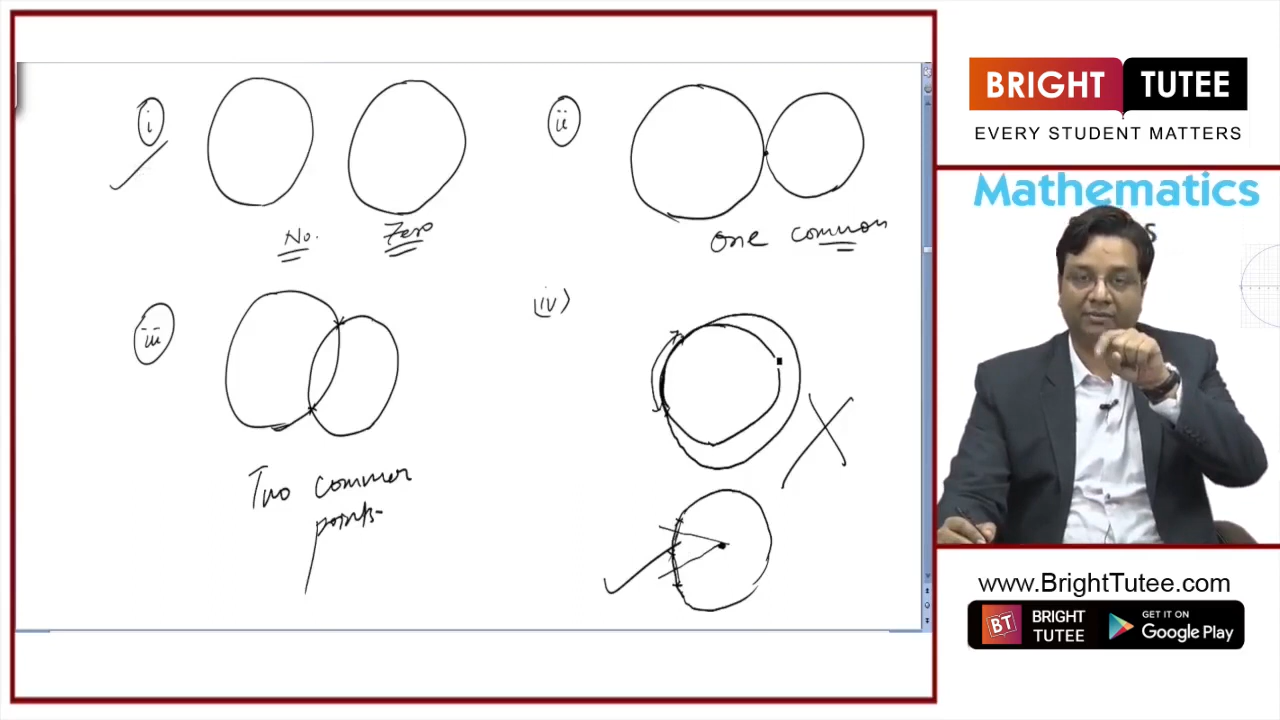 i
No.
Zero
ii
one common
iii
Two common
points
(iv)
BRIGHT TUTEE
EVERY STUDENT MATTERS
Mathematics
www.BrightTutee.com
BT BRIGHT TUTEE
GET IT ON
Google Play